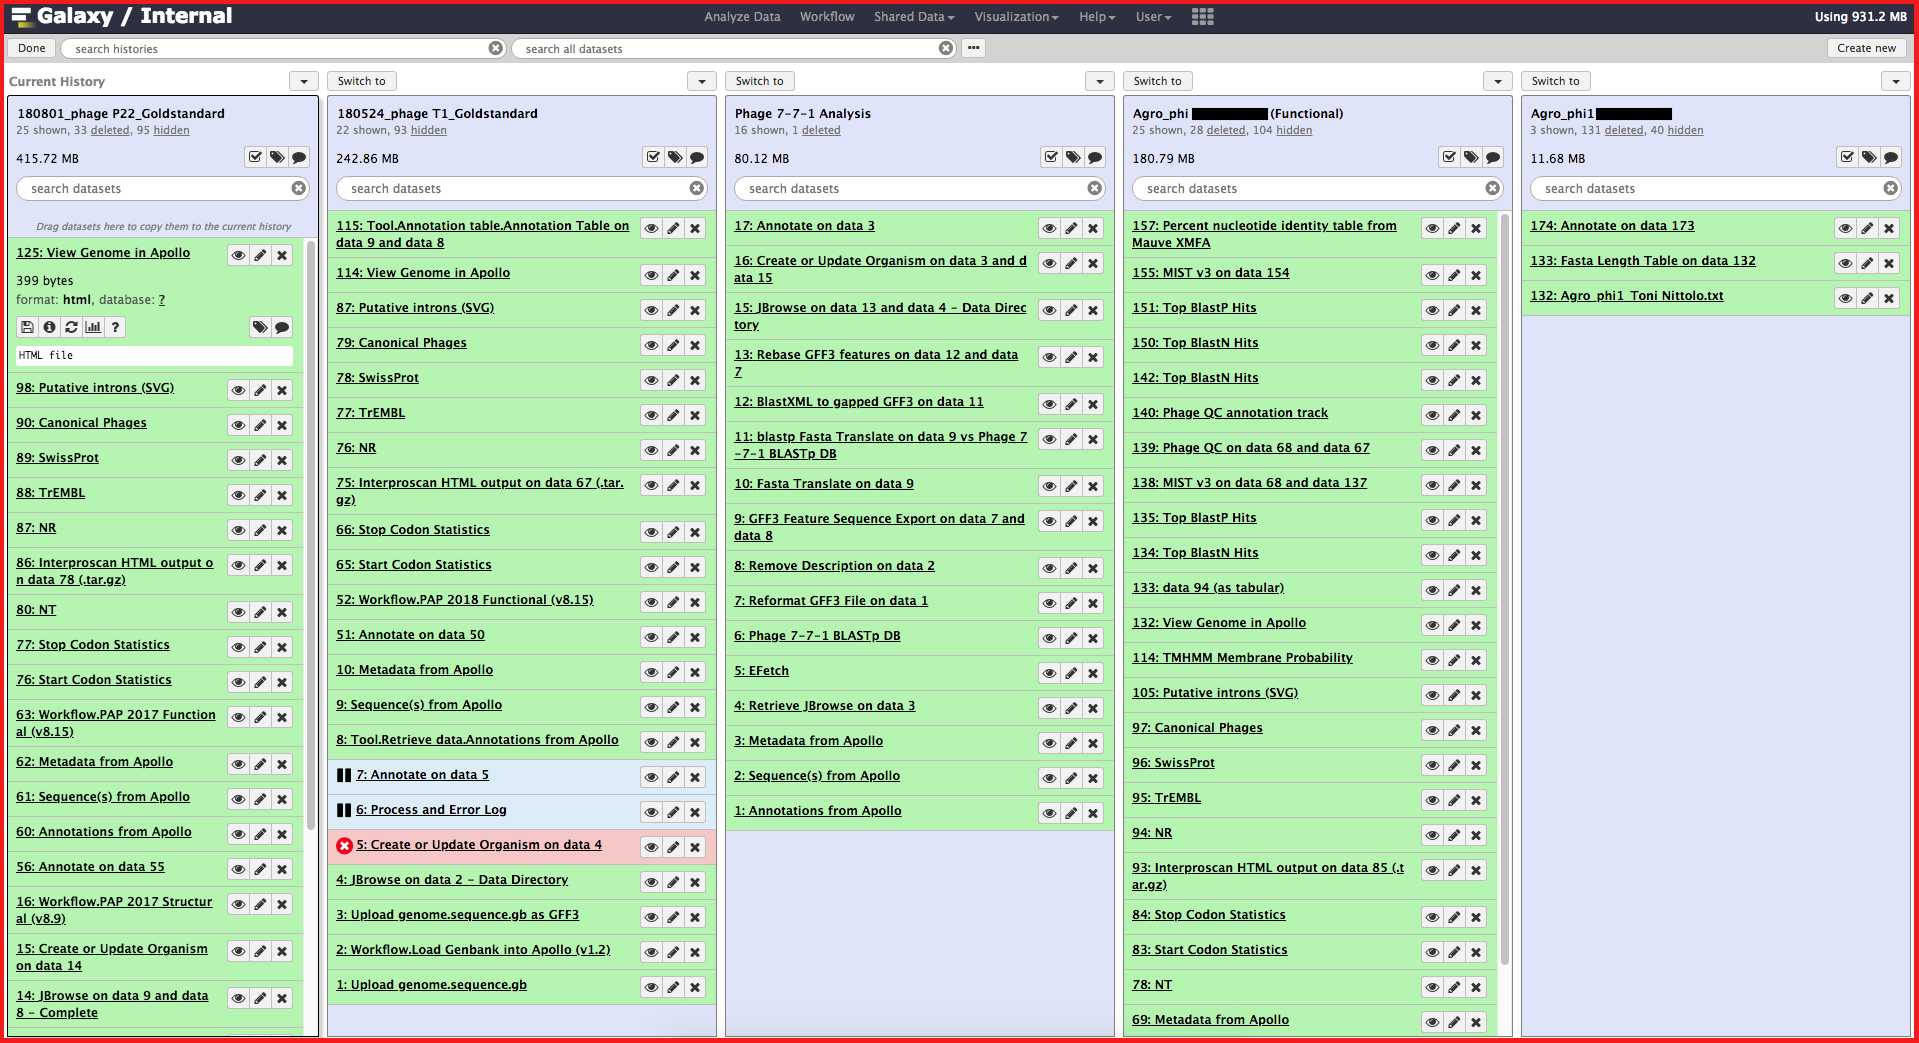 Galaxy / Internal
Analyze Data Workflow Shared Data Visualization Help User
Using 931.2 MB
Done
search histories
search all datasets
Create new
Current History
180801_phage P22_Goldstandard
25 shown, 33 deleted, 95 hidden
415.72 MB
search datasets
Drag datasets here to copy them to the current history
125: View Genome in Apollo
399 bytes
format: html, database: ?
HTML file
98: Putative introns (SVG)
90: Canonical Phages
89: SwissProt
88: TrEMBL
87: NR
86: Interproscan HTML output o
n data 78 (.tar.gz)
80: NT
77: Stop Codon Statistics
76: Start Codon Statistics
63: Workflow.PAP 2017 Function
al (v8.15)
62: Metadata from Apollo
61: Sequence(s) from Apollo
60: Annotations from Apollo
56: Annotate on data 55
16: Workflow.PAP 2017 Structur
al (v8.9)
15: Create or Update Organism
on data 14
14: JBrowse on data 9 and data
8 - Complete
Switch to
180524_phage T1_Goldstandard
22 shown, 93 hidden
242.86 MB
search datasets
115: Tool.Annotation table.Annotation Table on
data 9 and data 8
114: View Genome in Apollo
87: Putative introns (SVG)
79: Canonical Phages
78: SwissProt
77: TrEMBL
76: NR
75: Interproscan HTML output on data 67 (.tar.
gz)
66: Stop Codon Statistics
65: Start Codon Statistics
52: Workflow.PAP 2018 Functional (v8.15)
51: Annotate on data 50
10: Metadata from Apollo
9: Sequence(s) from Apollo
8: Tool.Retrieve data.Annotations from Apollo
7: Annotate on data 5
6: Process and Error Log
5: Create or Update Organism on data 4
4: JBrowse on data 2 - Data Directory
3: Upload genome.sequence.gb as GFF3
2: Workflow.Load Genbank into Apollo (v1.2)
1: Upload genome.sequence.gb
Switch to
Phage 7-7-1 Analysis
16 shown, 1 deleted
80.12 MB
search datasets
17: Annotate on data 3
16: Create or Update Organism on data 3 and d
ata 15
15: JBrowse on data 13 and data 4 - Data Direc
tory
13: Rebase GFF3 features on data 12 and data
7
12: BlastXML to gapped GFF3 on data 11
11: blastp Fasta Translate on data 9 vs Phage 7
-7-1 BLASTp DB
10: Fasta Translate on data 9
9: GFF3 Feature Sequence Export on data 7 and
data 8
8: Remove Description on data 2
7: Reformat GFF3 File on data 1
6: Phage 7-7-1 BLASTp DB
5: EFetch
4: Retrieve JBrowse on data 3
3: Metadata from Apollo
2: Sequence(s) from Apollo
1: Annotations from Apollo
Switch to
Agro_phi (Functional)
25 shown, 28 deleted, 104 hidden
180.79 MB
search datasets
157: Percent nucleotide identity table from
Mauve XMFA
155: MIST v3 on data 154
151: Top BlastP Hits
150: Top BlastN Hits
142: Top BlastN Hits
140: Phage QC annotation track
139: Phage QC on data 68 and data 67
138: MIST v3 on data 68 and data 137
135: Top BlastP Hits
134: Top BlastN Hits
133: data 94 (as tabular)
132: View Genome in Apollo
114: TMHMM Membrane Probability
105: Putative introns (SVG)
97: Canonical Phages
96: SwissProt
95: TrEMBL
94: NR
93: Interproscan HTML output on data 85 (.t
ar.gz)
84: Stop Codon Statistics
83: Start Codon Statistics
78: NT
69: Metadata from Apollo
Switch to
Agro_phi1
3 shown, 131 deleted, 40 hidden
11.68 MB
search datasets
174: Annotate on data 173
133: Fasta Length Table on data 132
132: Agro_phi1_Toni Nittolo.txt